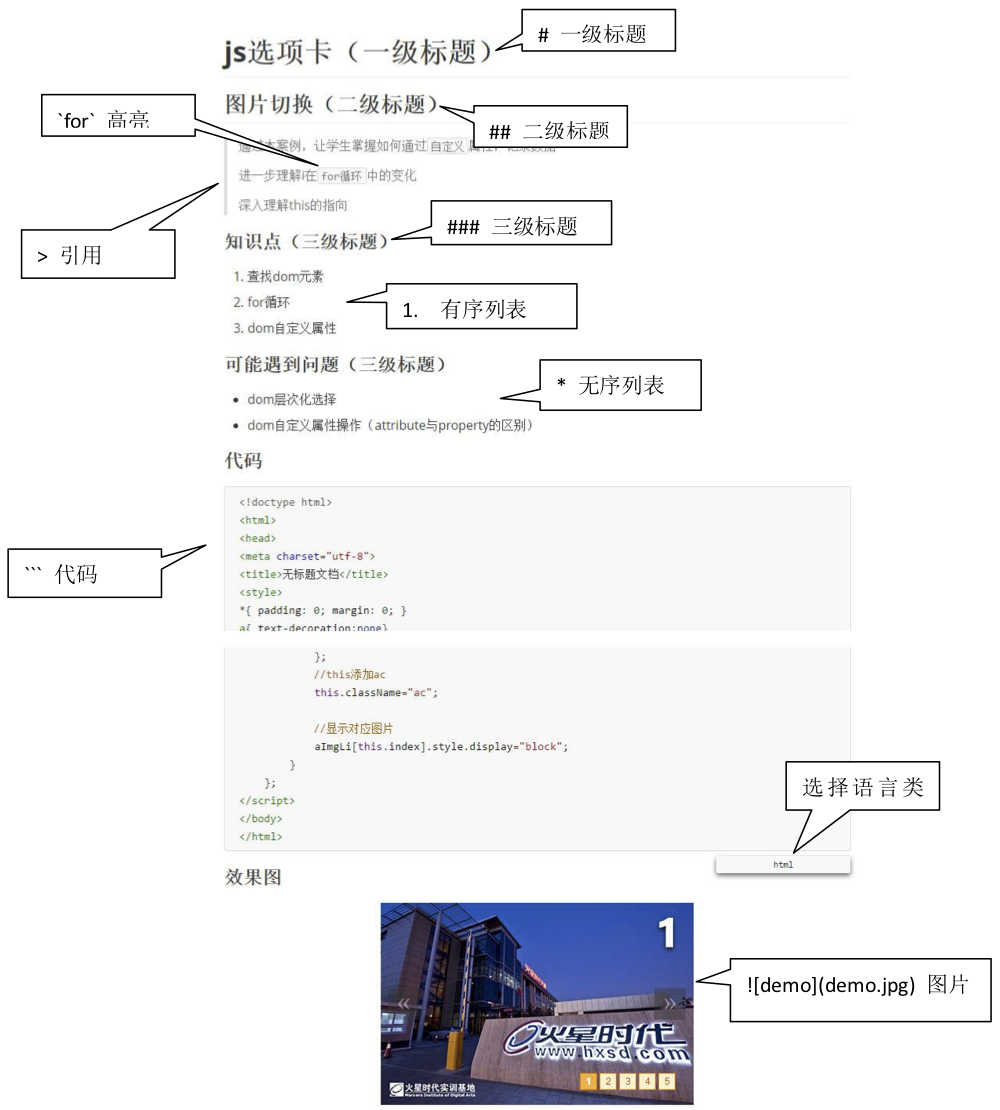 # 一级标题
js选项卡（一级标题）
图片切换（二级标题）
`for` 高亮
## 二级标题
通过本案例，让学生掌握如何通过 自定义 属性，记录数据
进一步理解i在 for循环 中的变化
深入理解this的指向
### 三级标题
> 引用
知识点（三级标题）
1. 查找dom元素
2. for循环
3. dom自定义属性
1. 有序列表
可能遇到问题（三级标题）
* 无序列表
• dom层次化选择
• dom自定义属性操作（attribute与property的区别）
代码
<!doctype html>
<html>
<head>
<meta charset="utf-8">
<title>无标题文档</title>
<style>
*{ padding: 0; margin: 0; }
a{ text-decoration:none}
``` 代码
};
//this添加ac
this.className="ac";
//显示对应图片
aImgLi[this.index].style.display="block";
}
};
</script>
</body>
</html>
选择语言类
html
效果图
1
«
»
![demo](demo.jpg) 图片
火星时代
www.hxsd.com
1 2 3 4 5
火星时代实训基地
Marcora Institute of Digital Arts